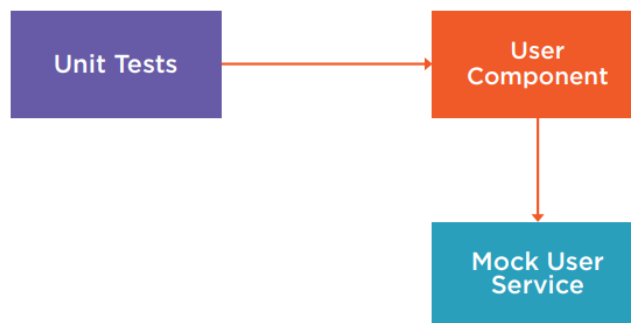 Unit Tests
User
Component
Mock User
Service